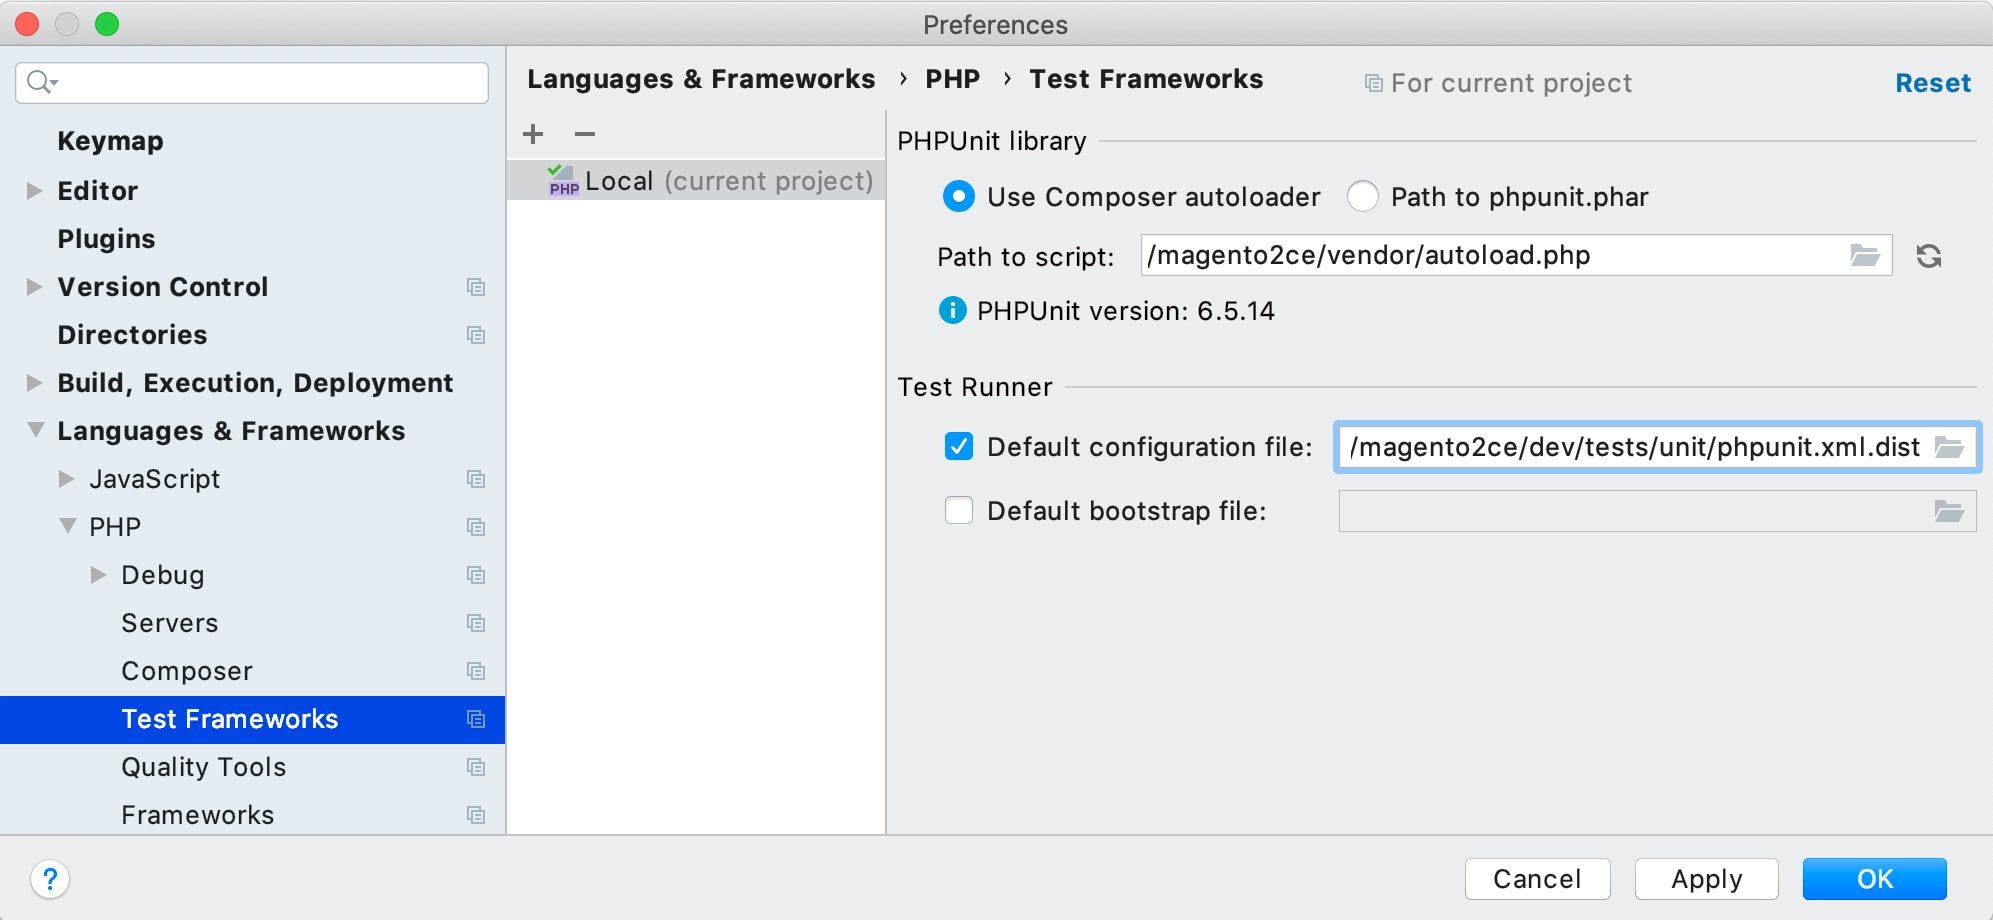 Preferences
Languages & Frameworks › PHP › Test Frameworks
For current project
Reset
Keymap
Editor
Plugins
Version Control
Directories
Build, Execution, Deployment
Languages & Frameworks
JavaScript
PHP
Debug
Servers
Composer
Test Frameworks
Quality Tools
Frameworks
PHP Local (current project)
PHPUnit library
Use Composer autoloader
Path to phpunit.phar
Path to script: /magento2ce/vendor/autoload.php
PHPUnit version: 6.5.14
Test Runner
Default configuration file: /magento2ce/dev/tests/unit/phpunit.xml.dist
Default bootstrap file:
?
Cancel
Apply
OK